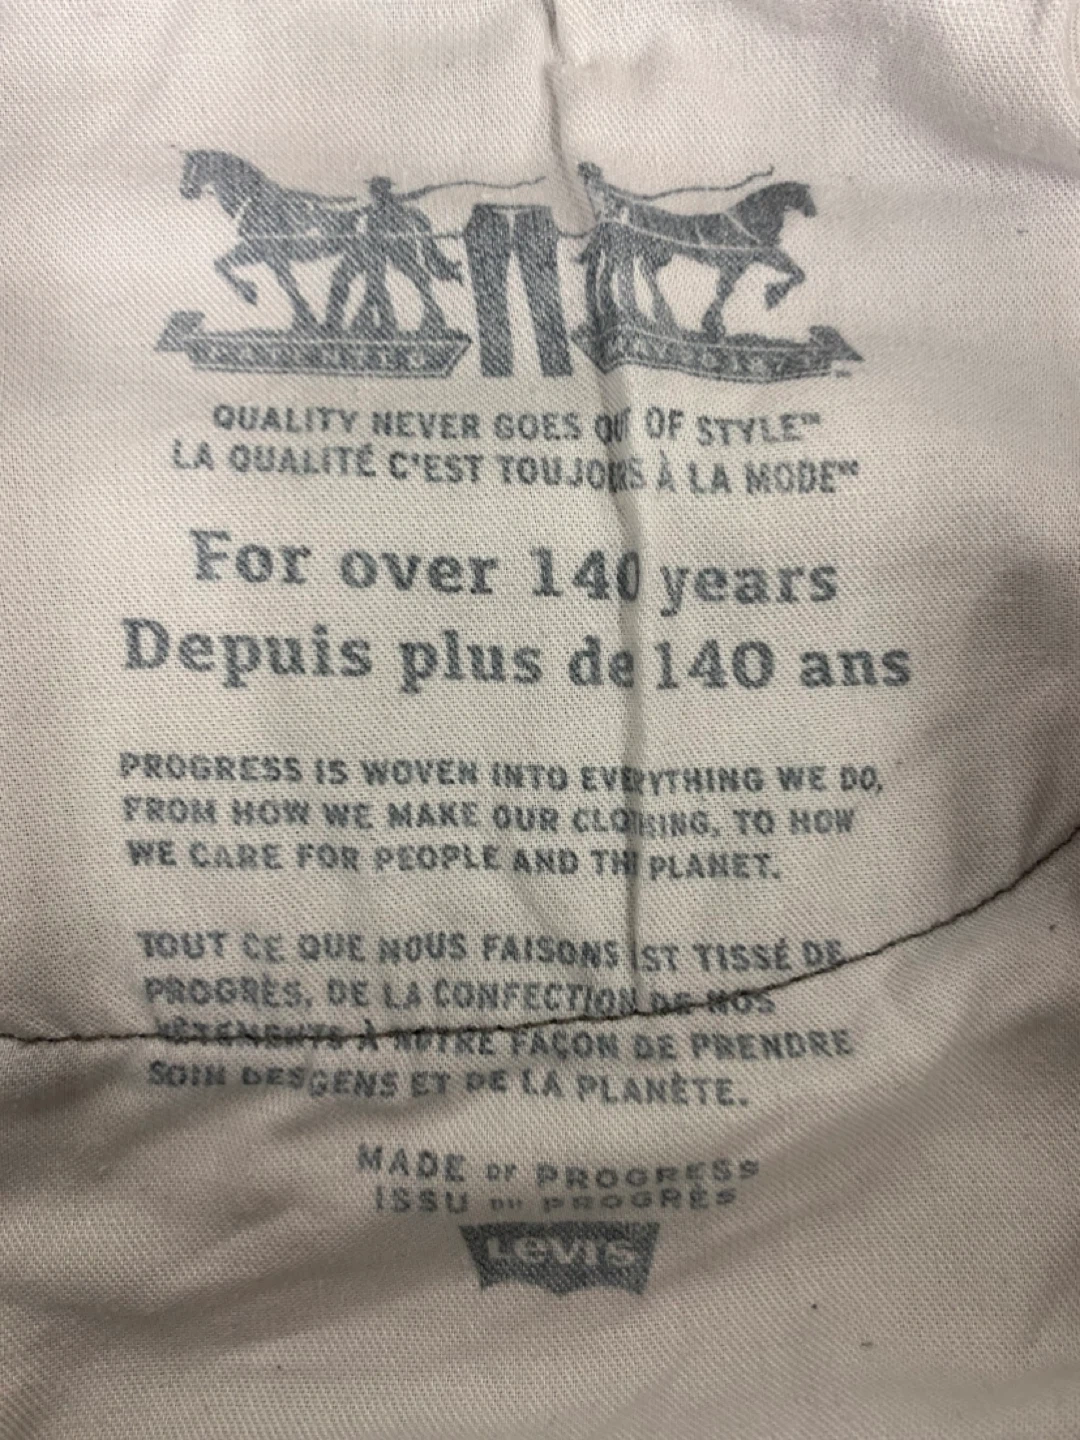 QUALITY NEVER GOES OUT OF STYLE™
LA QUALITÉ C'EST TOUJOURS À LA MODE™
For over 140 years
Depuis plus de 140 ans
PROGRESS IS WOVEN INTO EVERYTHING WE DO,
FROM HOW WE MAKE OUR CLOTHING, TO HOW
WE CARE FOR PEOPLE AND THE PLANET.
TOUT CE QUE NOUS FAISONS EST TISSÉ DE
PROGRÈS, DE LA CONFECTION DE NOS
VÊTEMENTS À NOTRE FAÇON DE PRENDRE
SOIN DES GENS ET DE LA PLANÈTE.
MADE OF PROGRESS
ISSU DU PROGRÈS
LEVI'S